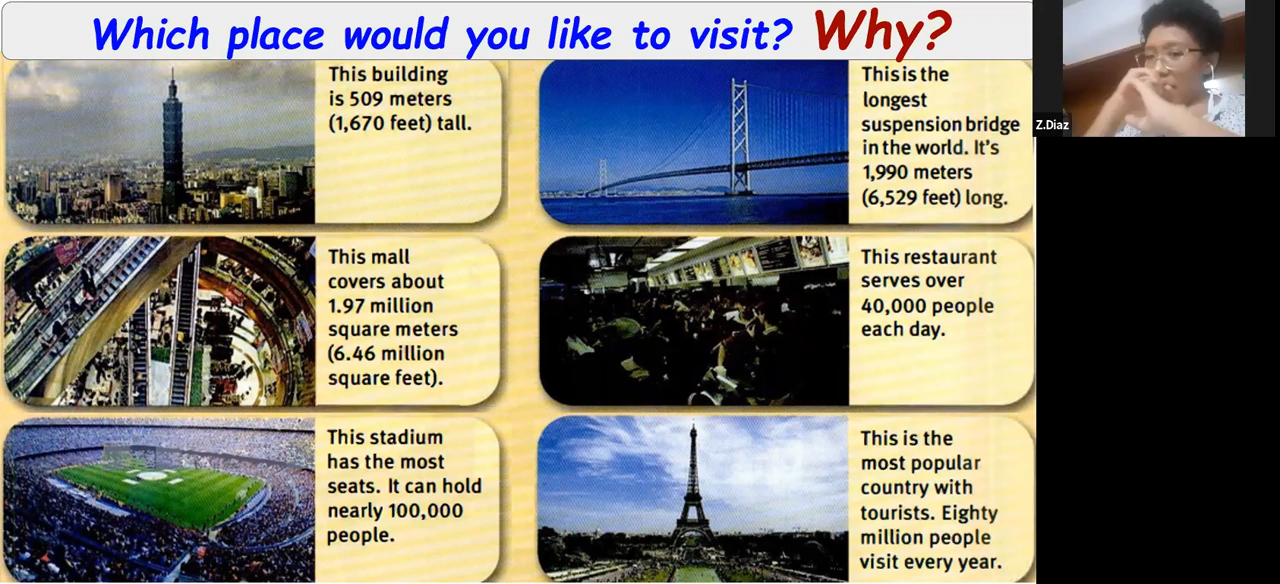 Which place would you like to visit? Why?
This building
is 509 meters
(1,670 feet) tall.
This is the
longest
suspension bridge
in the world. It's
1,990 meters
(6,529 feet) long.
Z.Diaz
This mall
covers about
1.97 million
square meters
(6.46 million
square feet).
This restaurant
serves over
40,000 people
each day.
This stadium
has the most
seats. It can hold
nearly 100,000
people.
This is the
most popular
country with
tourists. Eighty
million people
visit every year.